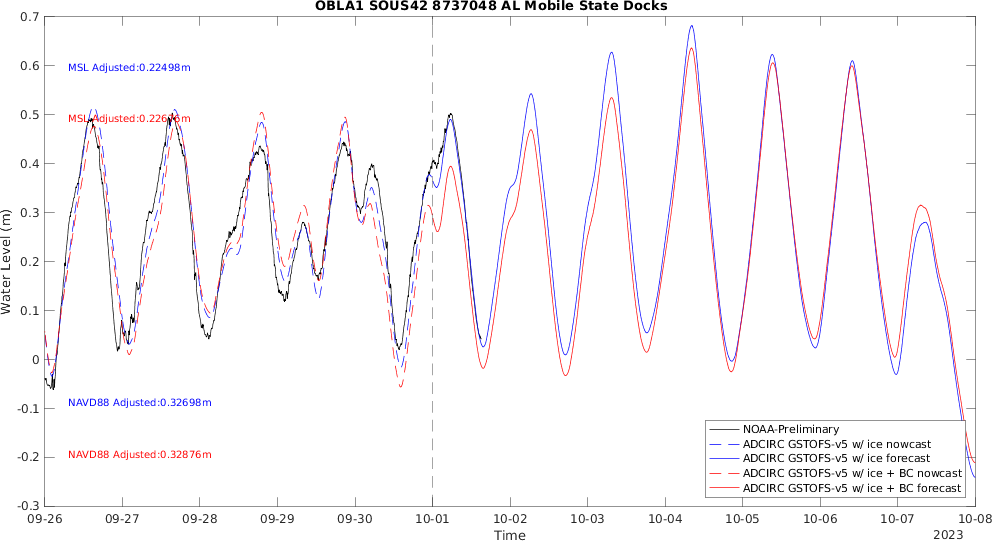 OBLA1 SOUS42 8737048 AL Mobile State Docks
0.7
0.6
0.5
0.4
0.3
0.2
0.1
0
-0.1
-0.2
-0.3
Water Level (m)
MSL Adjusted:0.22498m
MSL Adjusted:
NAVD88 Adjusted:0.32698m
NAVD88 Adjusted:0.32876m
NOAA-Preliminary
ADCIRC GSTOFS-v5 w/ ice nowcast
ADCIRC GSTOFS-v5 w/ ice forecast
ADCIRC GSTOFS-v5 w/ ice + BC nowcast
ADCIRC GSTOFS-v5 w/ ice + BC forecast
09-26 09-27 09-28 09-29 09-30 10-01 10-02 10-03 10-04 10-05 10-06 10-07 10-08
Time
2023